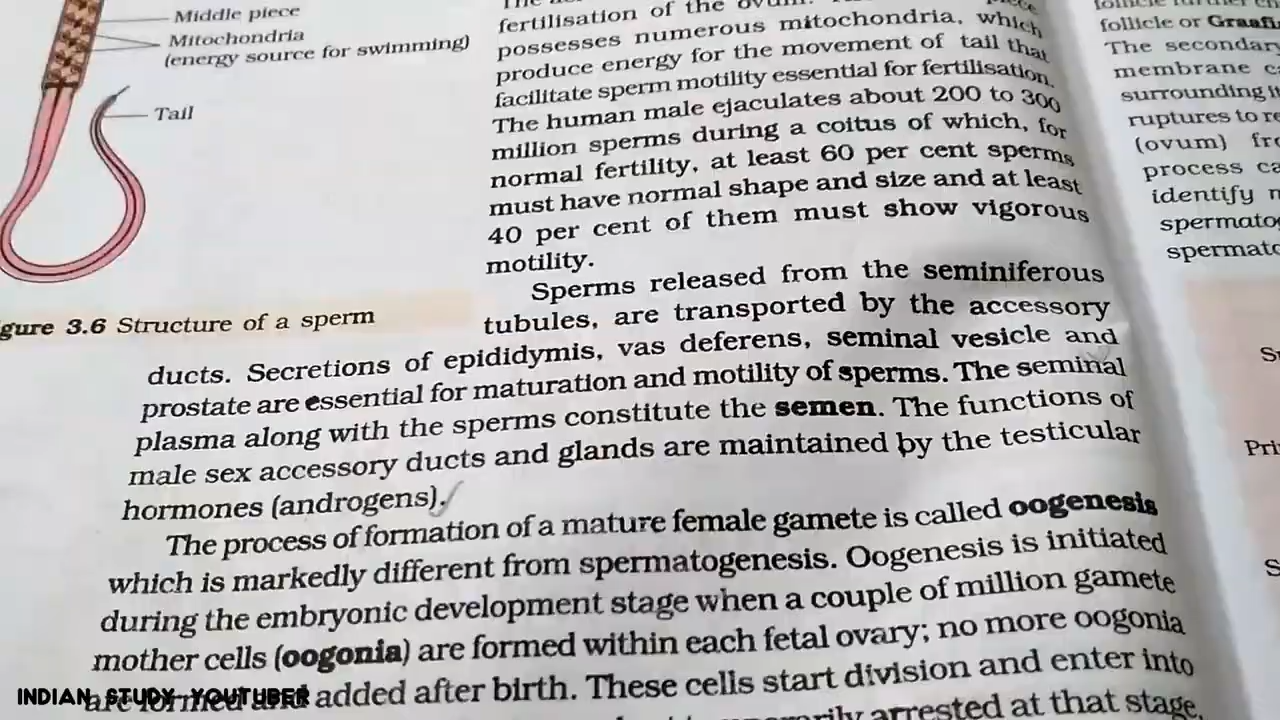 Middle piece
Mitochondria
(energy source for swimming)
Tail
gure 3.6 Structure of a sperm
fertilisation of the ovum.
possesses numerous mitochondria, which
produce energy for the movement of tail that
facilitate sperm motility essential for fertilisation.
The human male ejaculates about 200 to 300
million sperms during a coitus of which, for
normal fertility, at least 60 per cent sperms
must have normal shape and size and at least
40 per cent of them must show vigorous
motility.
Sperms released from the seminiferous
tubules, are transported by the accessory
ducts. Secretions of epididymis, vas deferens, seminal vesicle and
prostate are essential for maturation and motility of sperms. The seminal
plasma along with the sperms constitute the semen. The functions of
male sex accessory ducts and glands are maintained by the testicular
hormones (androgens).
The process of formation of a mature female gamete is called oogenesis
which is markedly different from spermatogenesis. Oogenesis is initiated
during the embryonic development stage when a couple of million gamete
mother cells (oogonia) are formed within each fetal ovary; no more oogonia
are formed and added after birth. These cells start division and enter into
arrested at that stage,
follicle or Graafi
The secondary
membrane ca
surrounding it
ruptures to re
(ovum) fro
process ca
identify
spermatog
spermato
Pri
INDIAN STUDY YOUTUBER